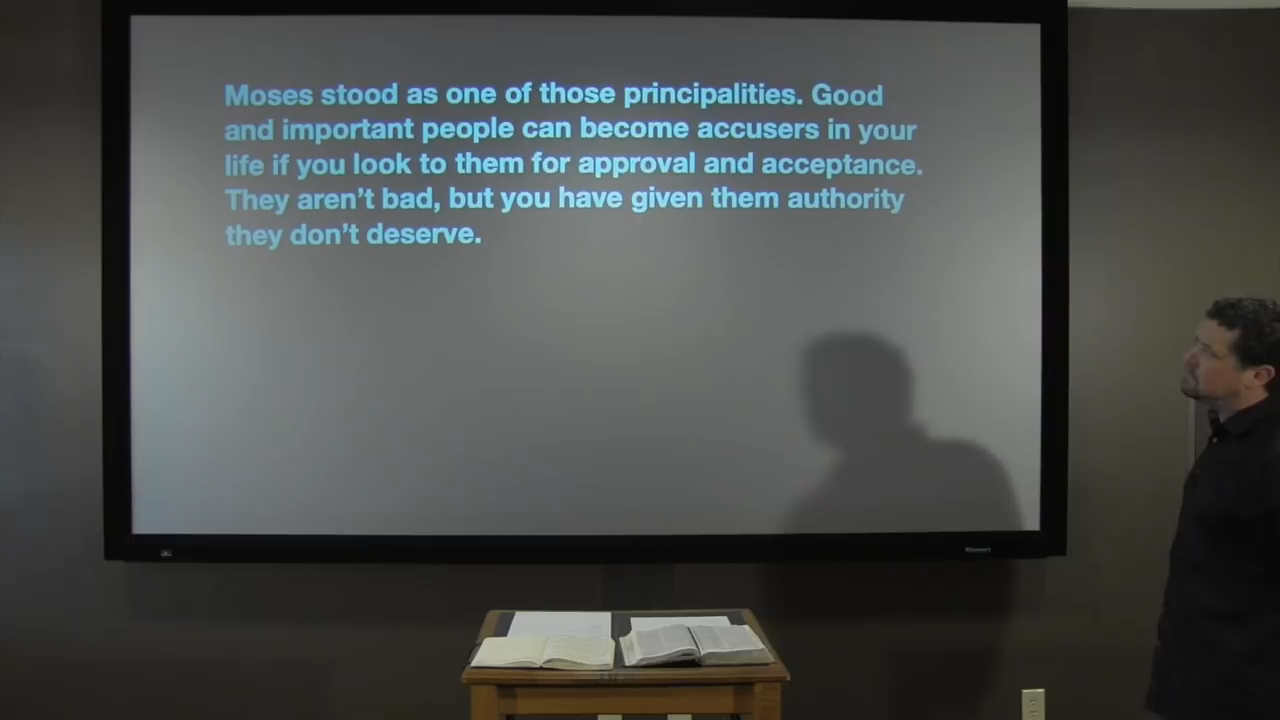 Moses stood as one of those principalities. Good
and important people can become accusers in your
life if you look to them for approval and acceptance.
They aren't bad, but you have given them authority
they don't deserve.